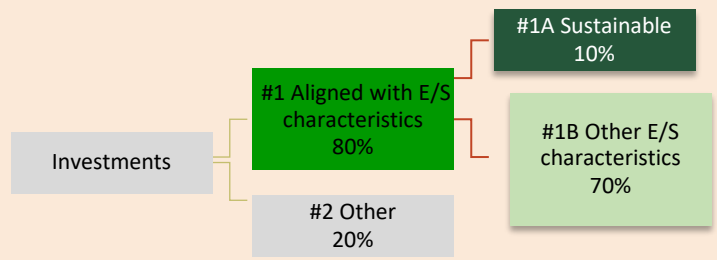 Investments
#1 Aligned with E/S
characteristics
80%
#2 Other
20%
#1A Sustainable
10%
#1B Other E/S
characteristics
70%